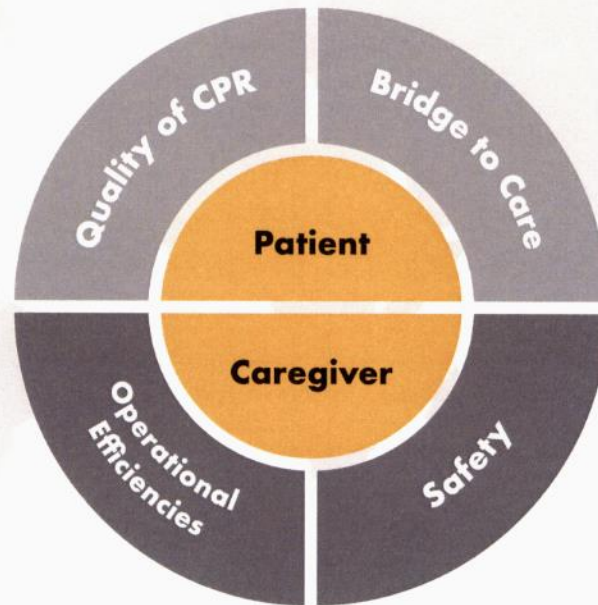 Quality of CPR
Bridge to Care
Patient
Caregiver
Operational
Efficiencies
Safety